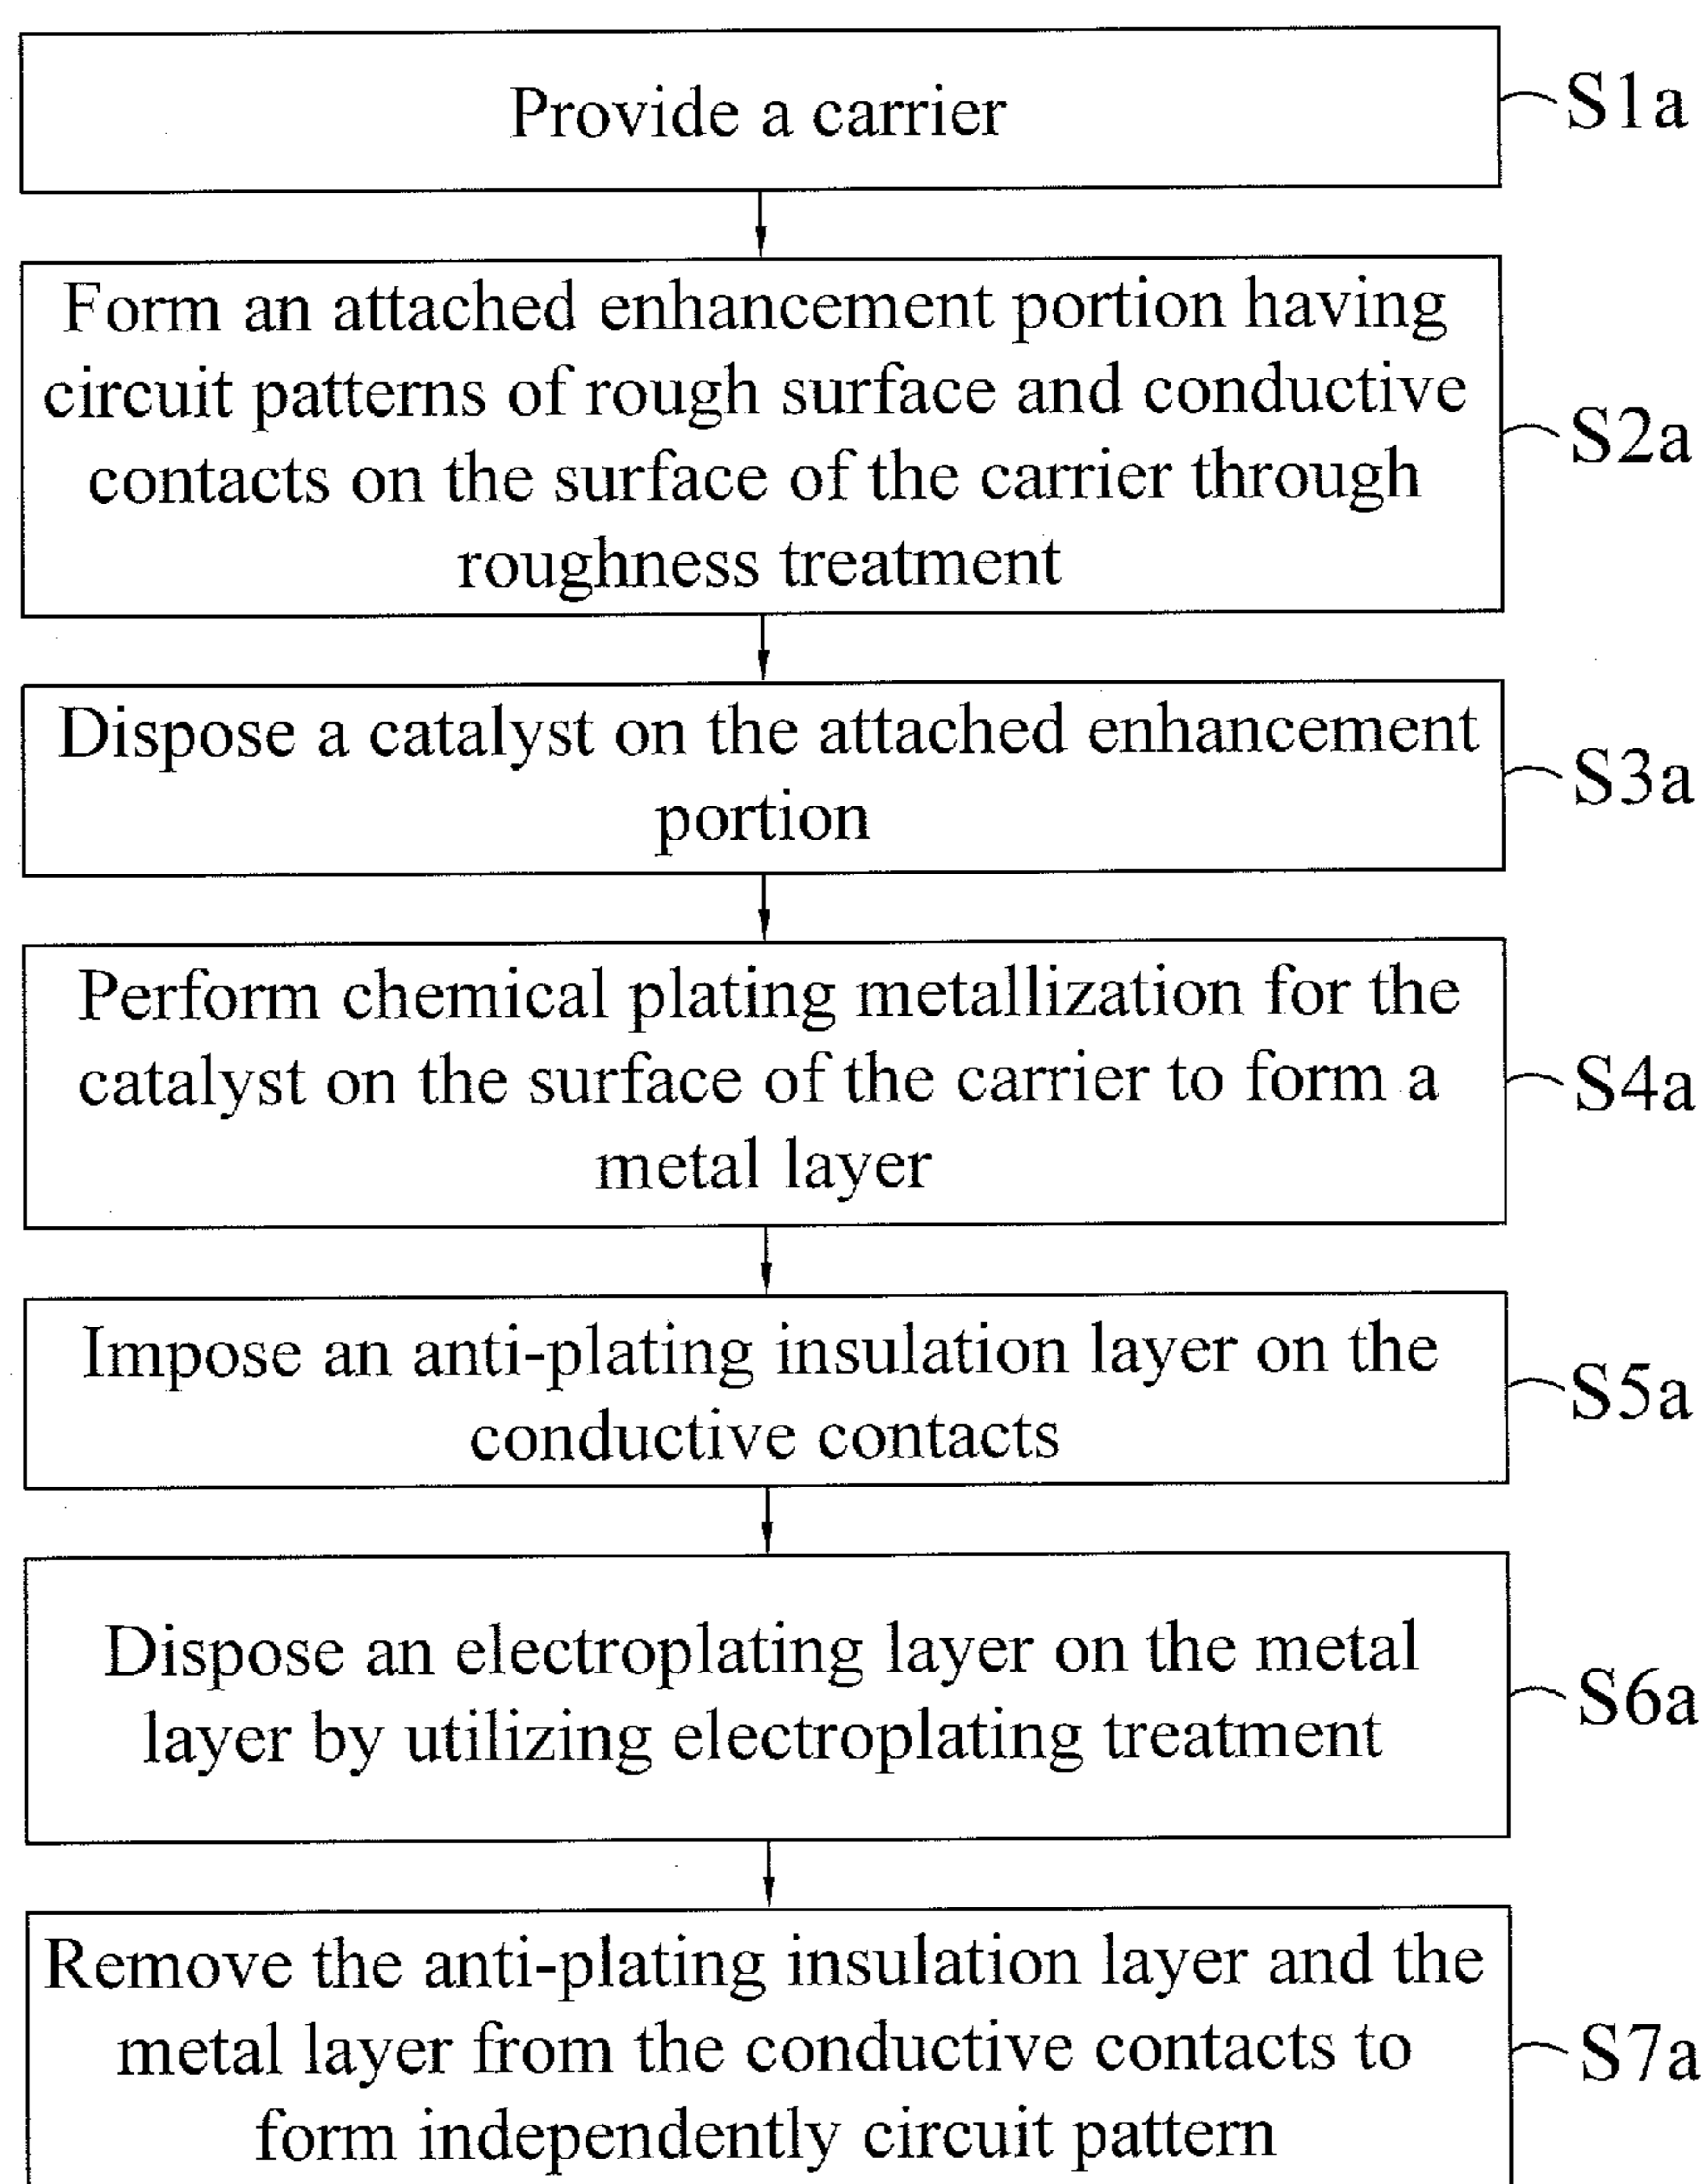 Provide a carrier
S1a
Form an attached enhancement portion having
circuit patterns of rough surface and conductive
contacts on the surface of the carrier through
roughness treatment
S2a
Dispose a catalyst on the attached enhancement
portion
S3a
Perform chemical plating metallization for the
catalyst on the surface of the carrier to form a
metal layer
S4a
Impose an anti-plating insulation layer on the
conductive contacts
S5a
Dispose an electroplating layer on the metal
layer by utilizing electroplating treatment
S6a
Remove the anti-plating insulation layer and the
metal layer from the conductive contacts to
form independently circuit pattern
S7a